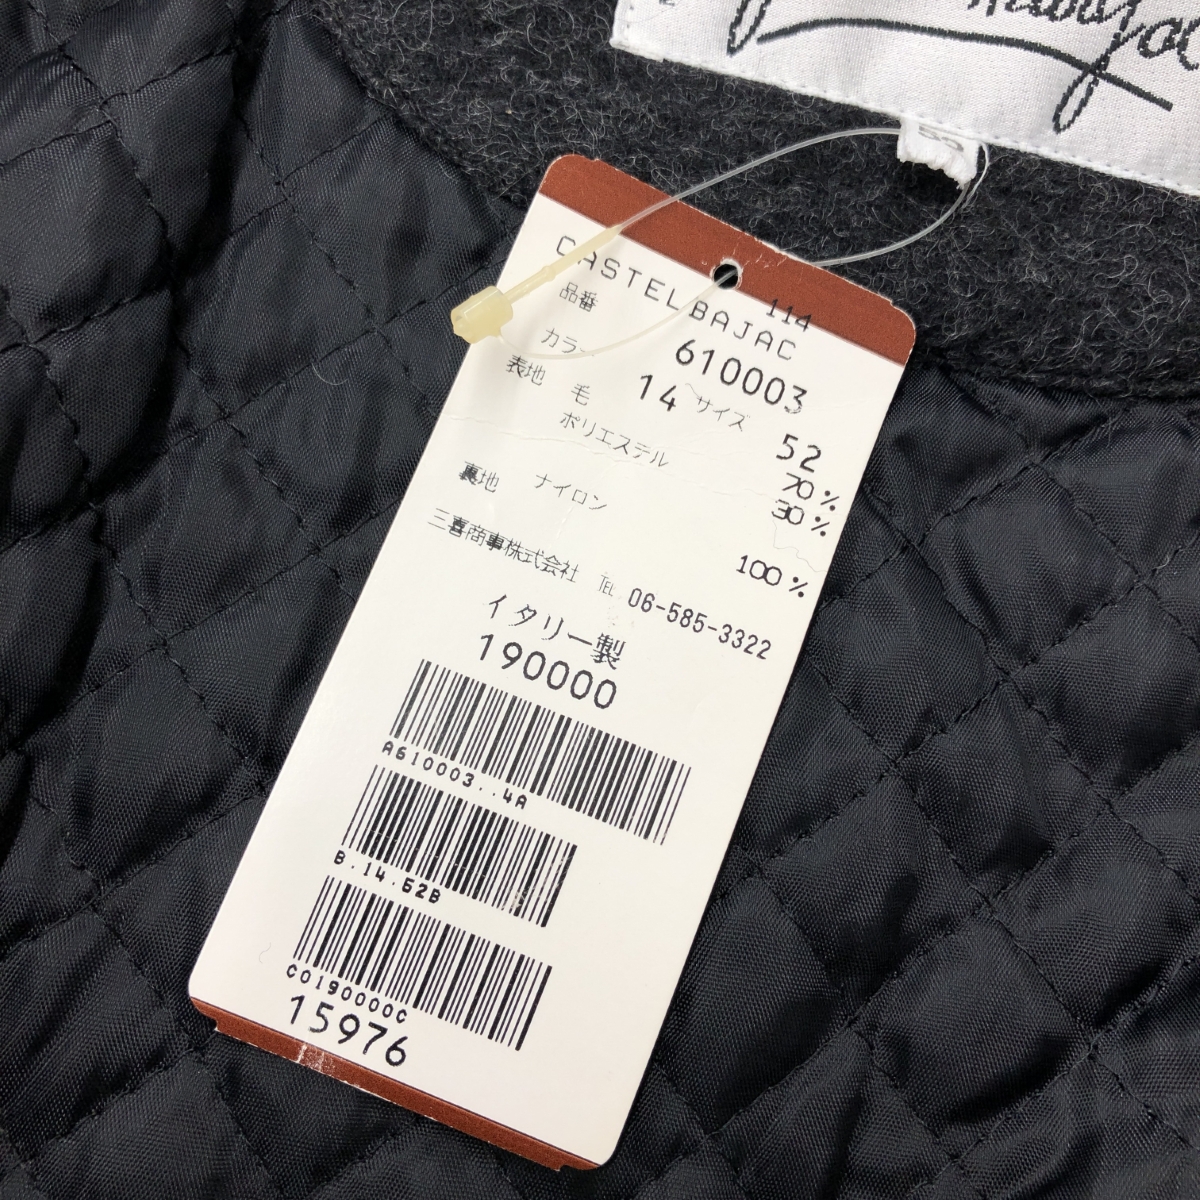 114
CASTELBAJAC
品番 610003
カラー 14 サイズ 52
表地 毛 70%
ポリエステル 30%
裏地 ナイロン 100%
三喜商事株式会社 TEL 06-585-3322
イタリー製
190000
A610003..4A
B.14.52B
C0190000C
15976